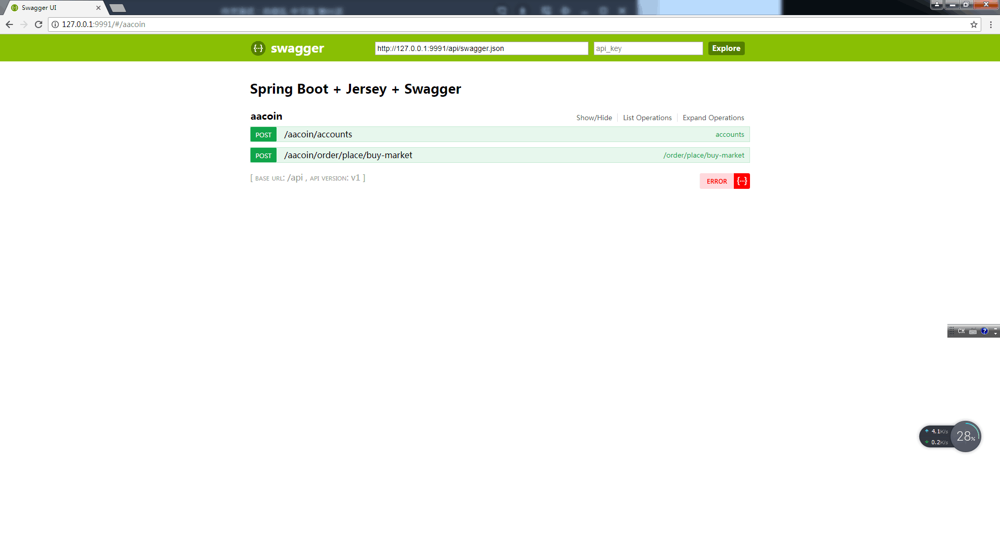 Swagger UI
127.0.0.1:9991/#/aacoin
swagger
http://127.0.0.1:9991/api/swagger.json
api_key
Explore
Spring Boot + Jersey + Swagger
aacoin
Show/Hide
List Operations
Expand Operations
POST /aacoin/accounts accounts
POST /aacoin/order/place/buy-market /order/place/buy-market
[ BASE URL: /api , API VERSION: v1 ]
ERROR {...}
CH
4.1K/s
0.2K/s
28%